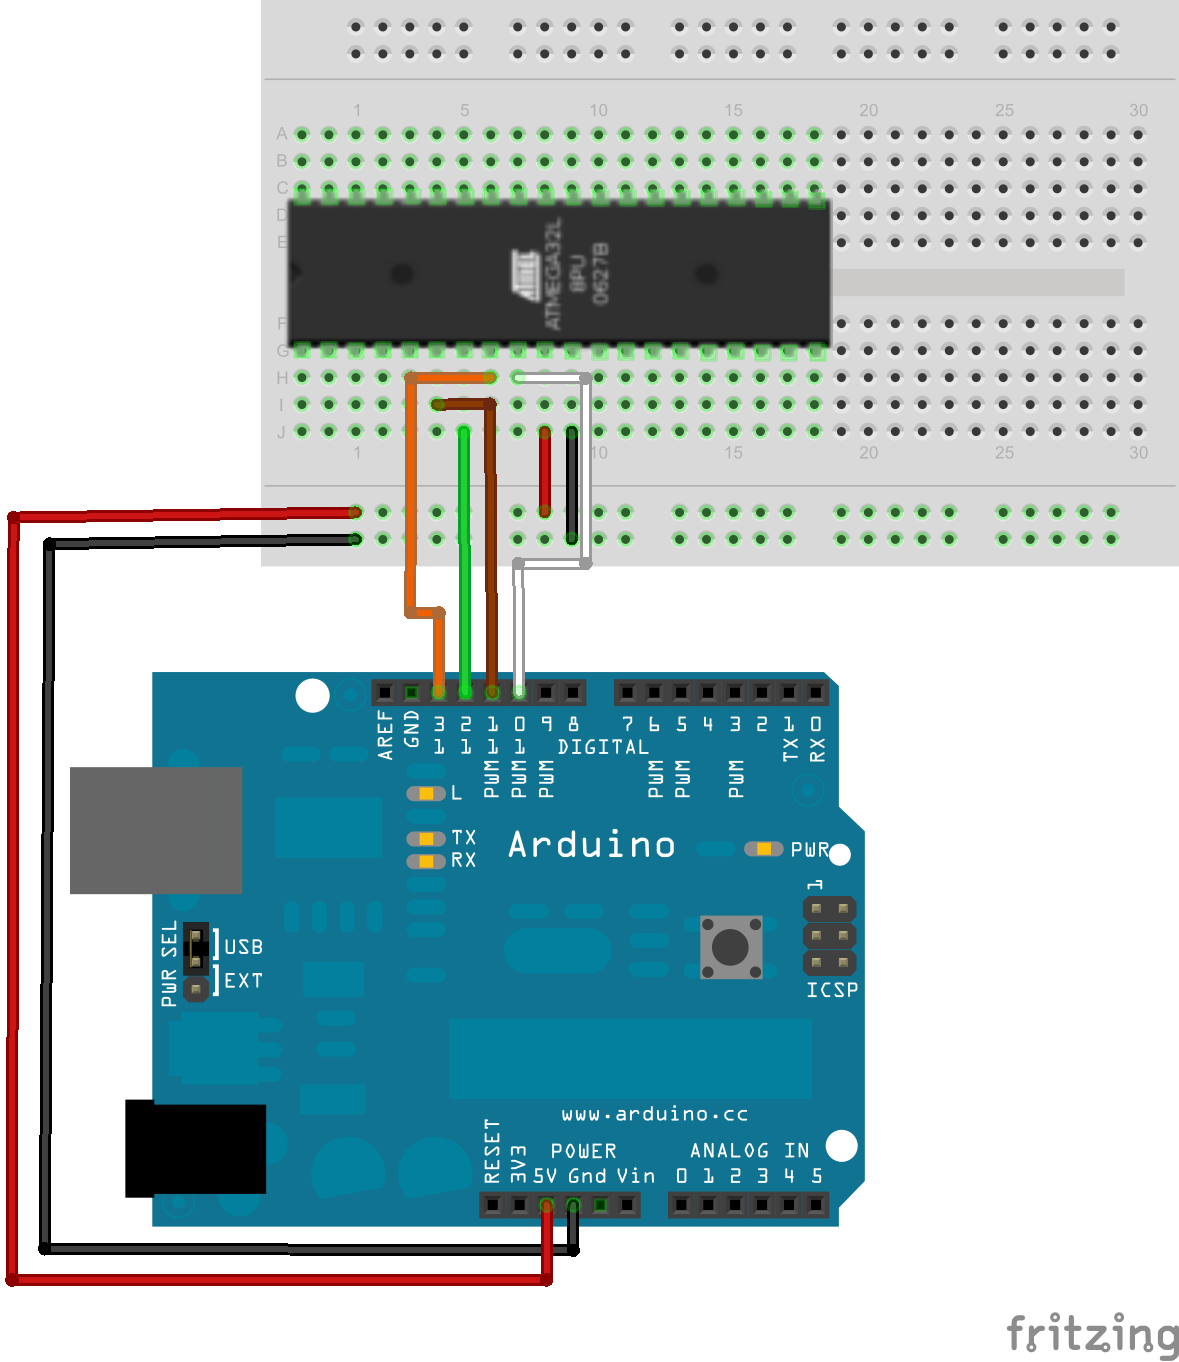 1 5 10 15 20 25 30
A
B
C
D
E
ATMEGA32L
8PU
0627B
F
G
H
I
J
1 10 15 20 25 30
AREF GND 13 12 11 10 9 8 7 6 5 4 3 2 1 0
PWM PWM PWM DIGITAL PWM PWM PWM TX RX
L
TX
RX
Arduino
PWR
1
PWR SEL
USB
EXT
ICSP
www.arduino.cc
POWER ANALOG IN
RESET 3V3 5V Gnd Vin 0 1 2 3 4 5
fritzing